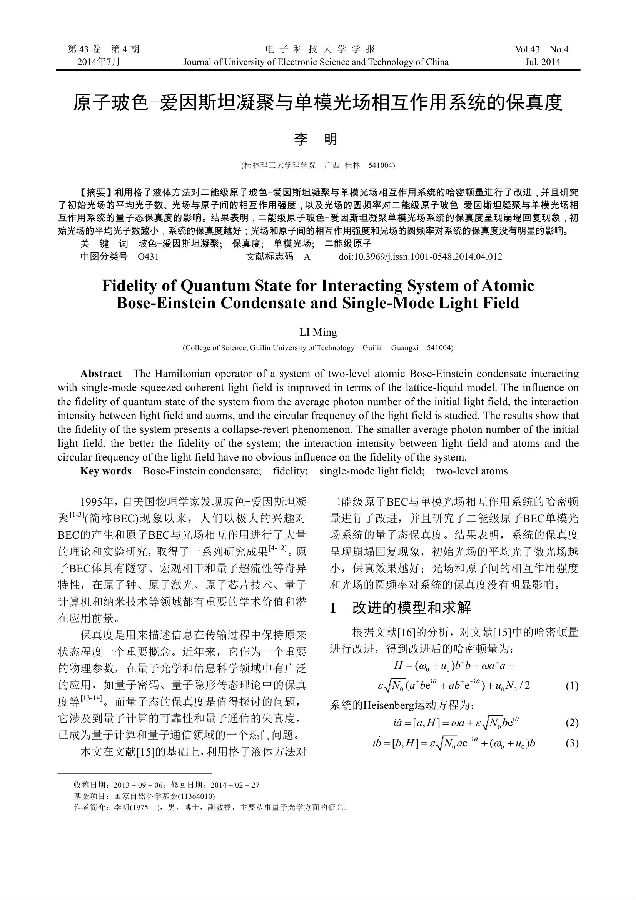 第43卷 第4期
电子科技大学学报
Vol.43 No.4
2014年7月
Journal of University of Electronic Science and Technology of China
Jul. 2014
原子玻色-爱因斯坦凝聚与单模光场相互作用系统的保真度
李 明
(桂林理工大学理学院 广西 桂林 541004)
【摘要】利用格子液体方法对二能级原子玻色-爱因斯坦凝聚与单模光场相互作用系统的哈密顿量进行了改进,并且研究
了初始光场的平均光子数、光场与原子间的相互作用强度,以及光场的圆频率对二能级原子玻色-爱因斯坦凝聚与单模光场相
互作用系统的量子态保真度的影响。结果表明,二能级原子玻色-爱因斯坦凝聚单模光场系统的保真度呈现崩塌回复现象,初
始光场的平均光子数越小,系统的保真度越好;光场和原子间的相互作用强度和光场的圆频率对系统的保真度没有明显的影响。
关 键 词 玻色-爱因斯坦凝聚; 保真度; 单模光场; 二能级原子
中图分类号 O431 文献标志码 A doi:10.3969/j.issn.1001-0548.2014.04.012
Fidelity of Quantum State for Interacting System of Atomic
Bose-Einstein Condensate and Single-Mode Light Field
LI Ming
(College of Science, Guilin University of Technology Guilin Guangxi 541004)
Abstract The Hamiltonian operator of a system of two-level atomic Bose-Einstein condensate interacting
with single-mode squeezed coherent light field is improved in terms of the lattice-liquid model. The influence on
the fidelity of quantum state of the system from the average photon number of the initial light field, the interaction
intensity between light field and atoms, and the circular frequency of the light field is studied. The results show that
the fidelity of the system presents a collapse-revert phenomenon. The smaller average photon number of the initial
light field, the better the fidelity of the system; the interaction intensity between light field and atoms and the
circular frequency of the light field have no obvious influence on the fidelity of the system.
Key words Bose-Einstein condensate; fidelity; single-mode light field; two-level atoms
1995年,自美国物理学家发现玻色-爱因斯坦凝
聚[1-3](简称BEC)现象以来,人们以极大的兴趣对
BEC的产生和原子BEC与光场相互作用进行了大量
的理论和实验研究,取得了一系列研究成果。原
子BEC体具有隧穿、宏观相干和量子超流性等奇异
特性,在原子钟、原子激光、原子芯片技术、量子
计算机和纳米技术等领域都有重要的学术价值和潜
在应用前景。
保真度是用来描述信息在传输过程中保持原来
状态程度一个重要概念。近年来,它作为一个重要
的物理参数,在量子光学和信息科学领域中有广泛
的应用,如量子密码、量子隐形传态理论中的保真
度等。而量子态的保真度是值得探讨的问题,
它涉及到量子计算的可靠性和量子通信的失真度,
已成为量子计算和量子通信领域的一个热门问题。
本文在文献[15]的基础上,利用格子液体方法对
二能级原子BEC与单模光场相互作用系统的哈密顿
量进行了改进,并且研究了二能级原子BEC单模光
场系统的量子态保真度。结果表明,系统的保真度
呈现崩塌回复现象,初始光场的平均光子数光场越
小,保真效果越好;光场和原子间的相互作用强度
和光场的圆频率对系统的保真度没有明显影响。
1 改进的模型和求解
根据文献[16]的分析,对文献[15]中的哈密顿量
进行改进,得到改进后的哈密顿量为:
H = (ω₀ + u_c)b⁺b + ωa⁺a +
ε√N₀(a⁺be^{iθ} + ab⁺e^{-iθ}) + u₀N₀/2 (1)
系统的Heisenberg运动方程为:
iȧ = [a, H] = ωa + ε√N₀be^{iθ} (2)
iḃ = [b, H] = ε√N₀ae^{-iθ} + (ω₀ + u_c)b (3)
收稿日期:2013-09-06;修回日期:2014-02-27
基金项目:国家自然科学基金(11364010)
作者简介:李明(1975-),男,博士,副教授,主要从事量子光学方面的研究.